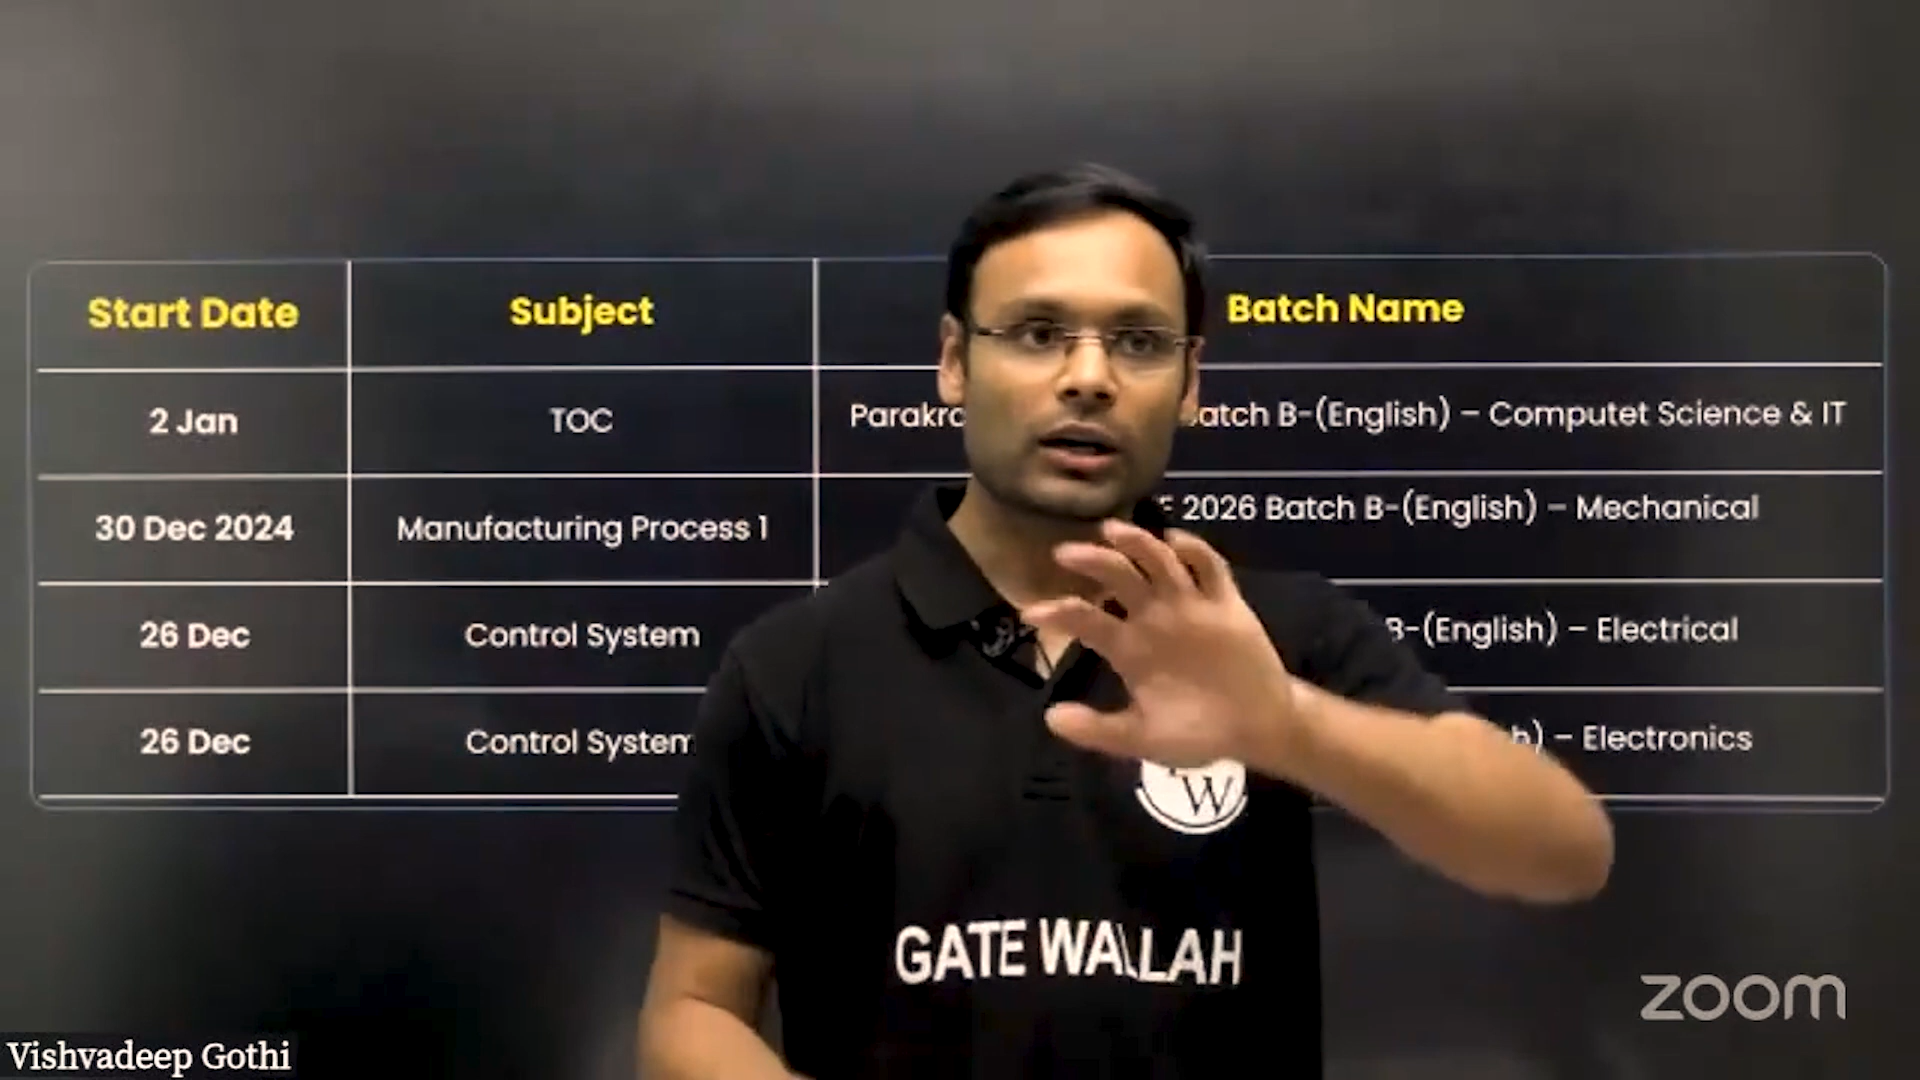 Start Date Subject Batch Name
2 Jan TOC Batch B-(English) – Computet Science & IT
30 Dec 2024 Manufacturing Process 1 2026 Batch B-(English) – Mechanical
26 Dec Control System B-(English) – Electrical
26 Dec Control System – Electronics
W
GATE WALLAH
zoom
Vishvadeep Gothi